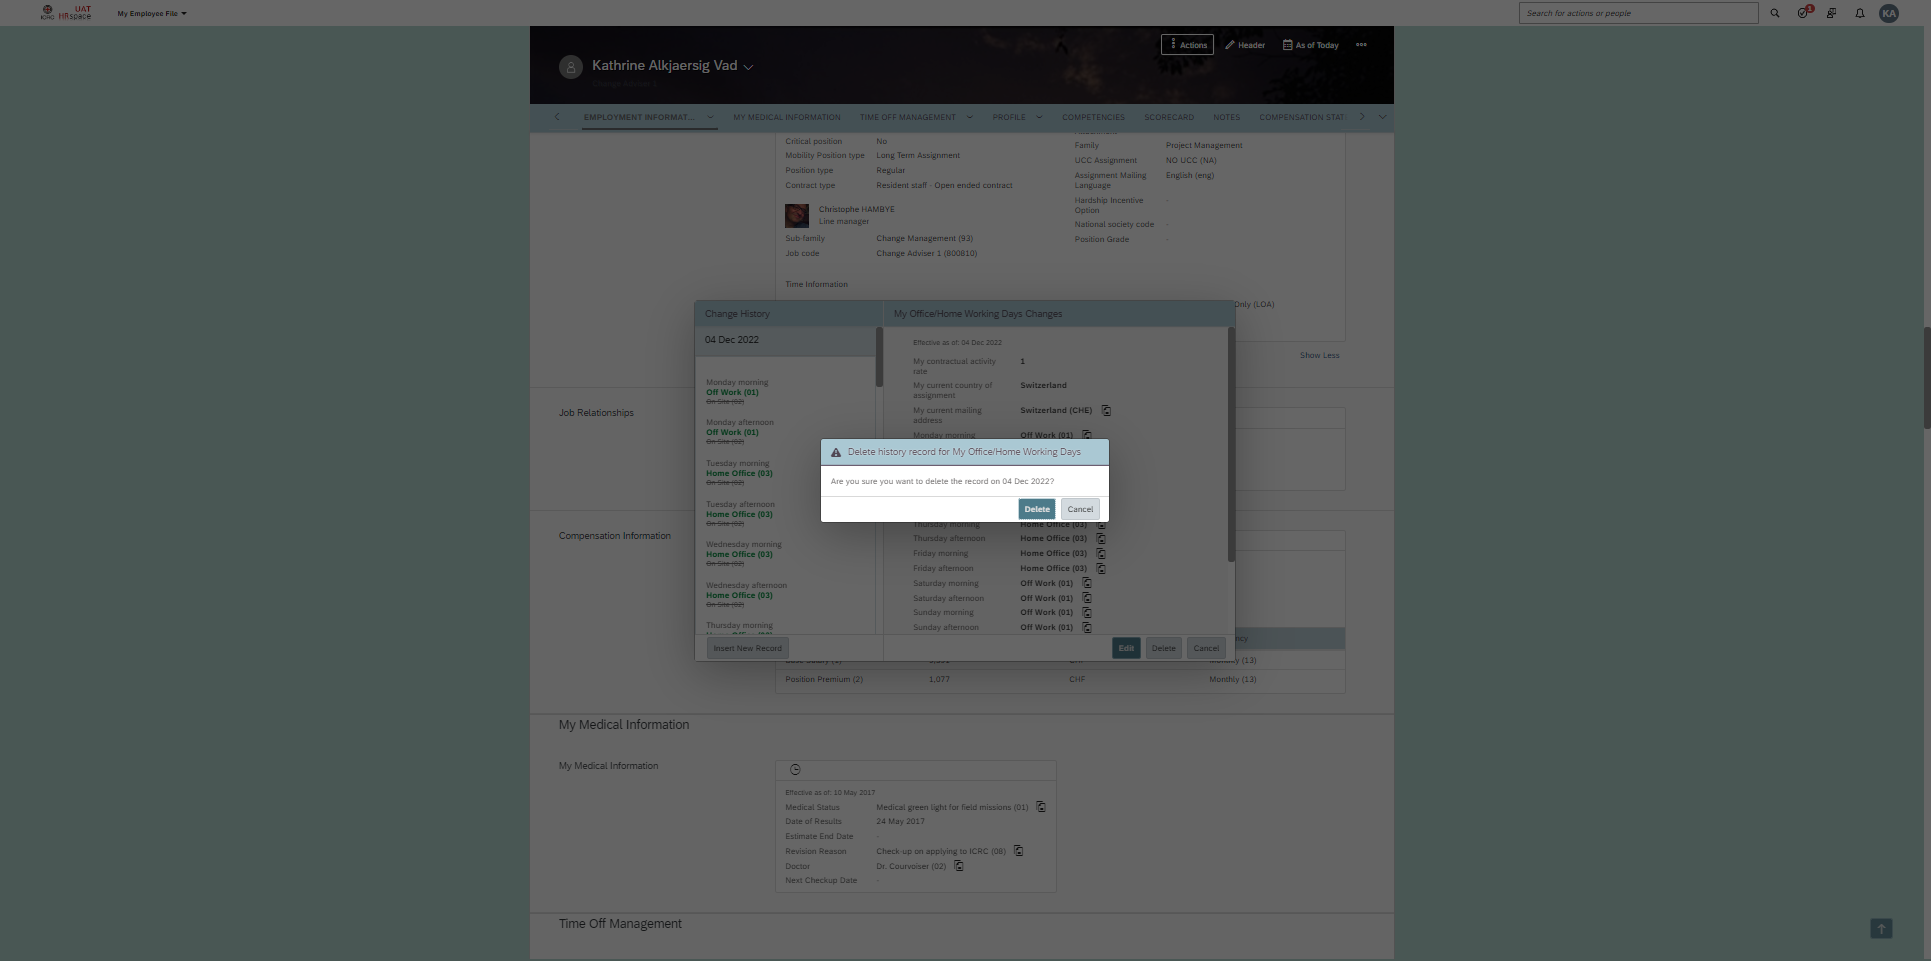 ICRC UAT HRspace
My Employee File
Search for actions or people
1
KA
Actions
Header
As of Today
Kathrine Alkjaersig Vad
EMPLOYMENT INFORMAT...
MY MEDICAL INFORMATION
TIME OFF MANAGEMENT
PROFILE
COMPETENCIES
SCORECARD
NOTES
COMPENSATION STAT
Critical position No
Mobility Position type Long Term Assignment
Position type Regular
Contract type Resident staff - Open ended contract
Christophe HAMBYE
Line manager
Sub-family Change Management (93)
Job code Change Adviser 1 (800810)
Time Information
Family Project Management
UCC Assignment NO UCC (NA)
Assignment Mailing Language English (eng)
Hardship Incentive Option -
National society code -
Position Grade -
Only (LOA)
Show Less
Job Relationships
Compensation Information
Change History
04 Dec 2022
Monday morning
Off Work (01)
On Site (02)
Monday afternoon
Off Work (01)
On Site (02)
Tuesday morning
Home Office (03)
On Site (02)
Tuesday afternoon
Home Office (03)
On Site (02)
Wednesday morning
Home Office (03)
On Site (02)
Wednesday afternoon
Home Office (03)
On Site (02)
Thursday morning
Insert New Record
My Office/Home Working Days Changes
Effective as of: 04 Dec 2022
My contractual activity rate 1
My current country of assignment Switzerland
My current mailing address Switzerland (CHE)
Monday morning Off Work (01)
Delete history record for My Office/Home Working Days
Are you sure you want to delete the record on 04 Dec 2022?
Delete
Cancel
Thursday morning Home Office (03)
Thursday afternoon Home Office (03)
Friday morning Home Office (03)
Friday afternoon Home Office (03)
Saturday morning Off Work (01)
Saturday afternoon Off Work (01)
Sunday morning Off Work (01)
Sunday afternoon Off Work (01)
Edit
Delete
Cancel
ncy
Monthly (13)
Position Premium (2) 1,077 CHF Monthly (13)
My Medical Information
My Medical Information
Effective as of: 10 May 2017
Medical Status Medical green light for field missions (01)
Date of Results 24 May 2017
Estimate End Date -
Revision Reason Check-up on applying to ICRC (08)
Doctor Dr. Courvoiser (02)
Next Checkup Date -
Time Off Management